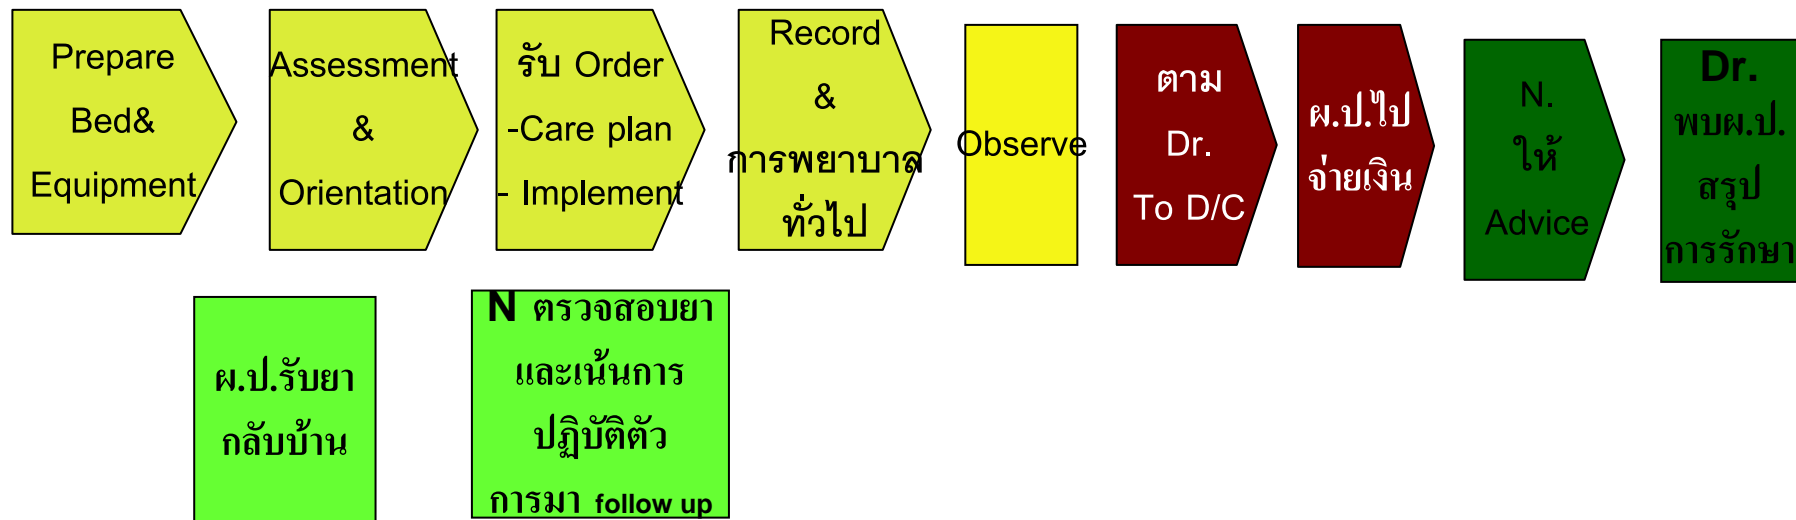 Prepare
Bed&
Equipment
Assessment
&
Orientation
รับ Order
-Care plan
- Implement
Record
&
การพยาบาล
ทั่วไป
Observe
ตาม
Dr.
To D/C
ผ.ป.ไป
จ่ายเงิน
N.
ให้
Advice
Dr.
พบผ.ป.
สรุป
การรักษา
ผ.ป.รับยา
กลับบ้าน
N ตรวจสอบยา
และเน้นการ
ปฏิบัติตัว
การมา follow up